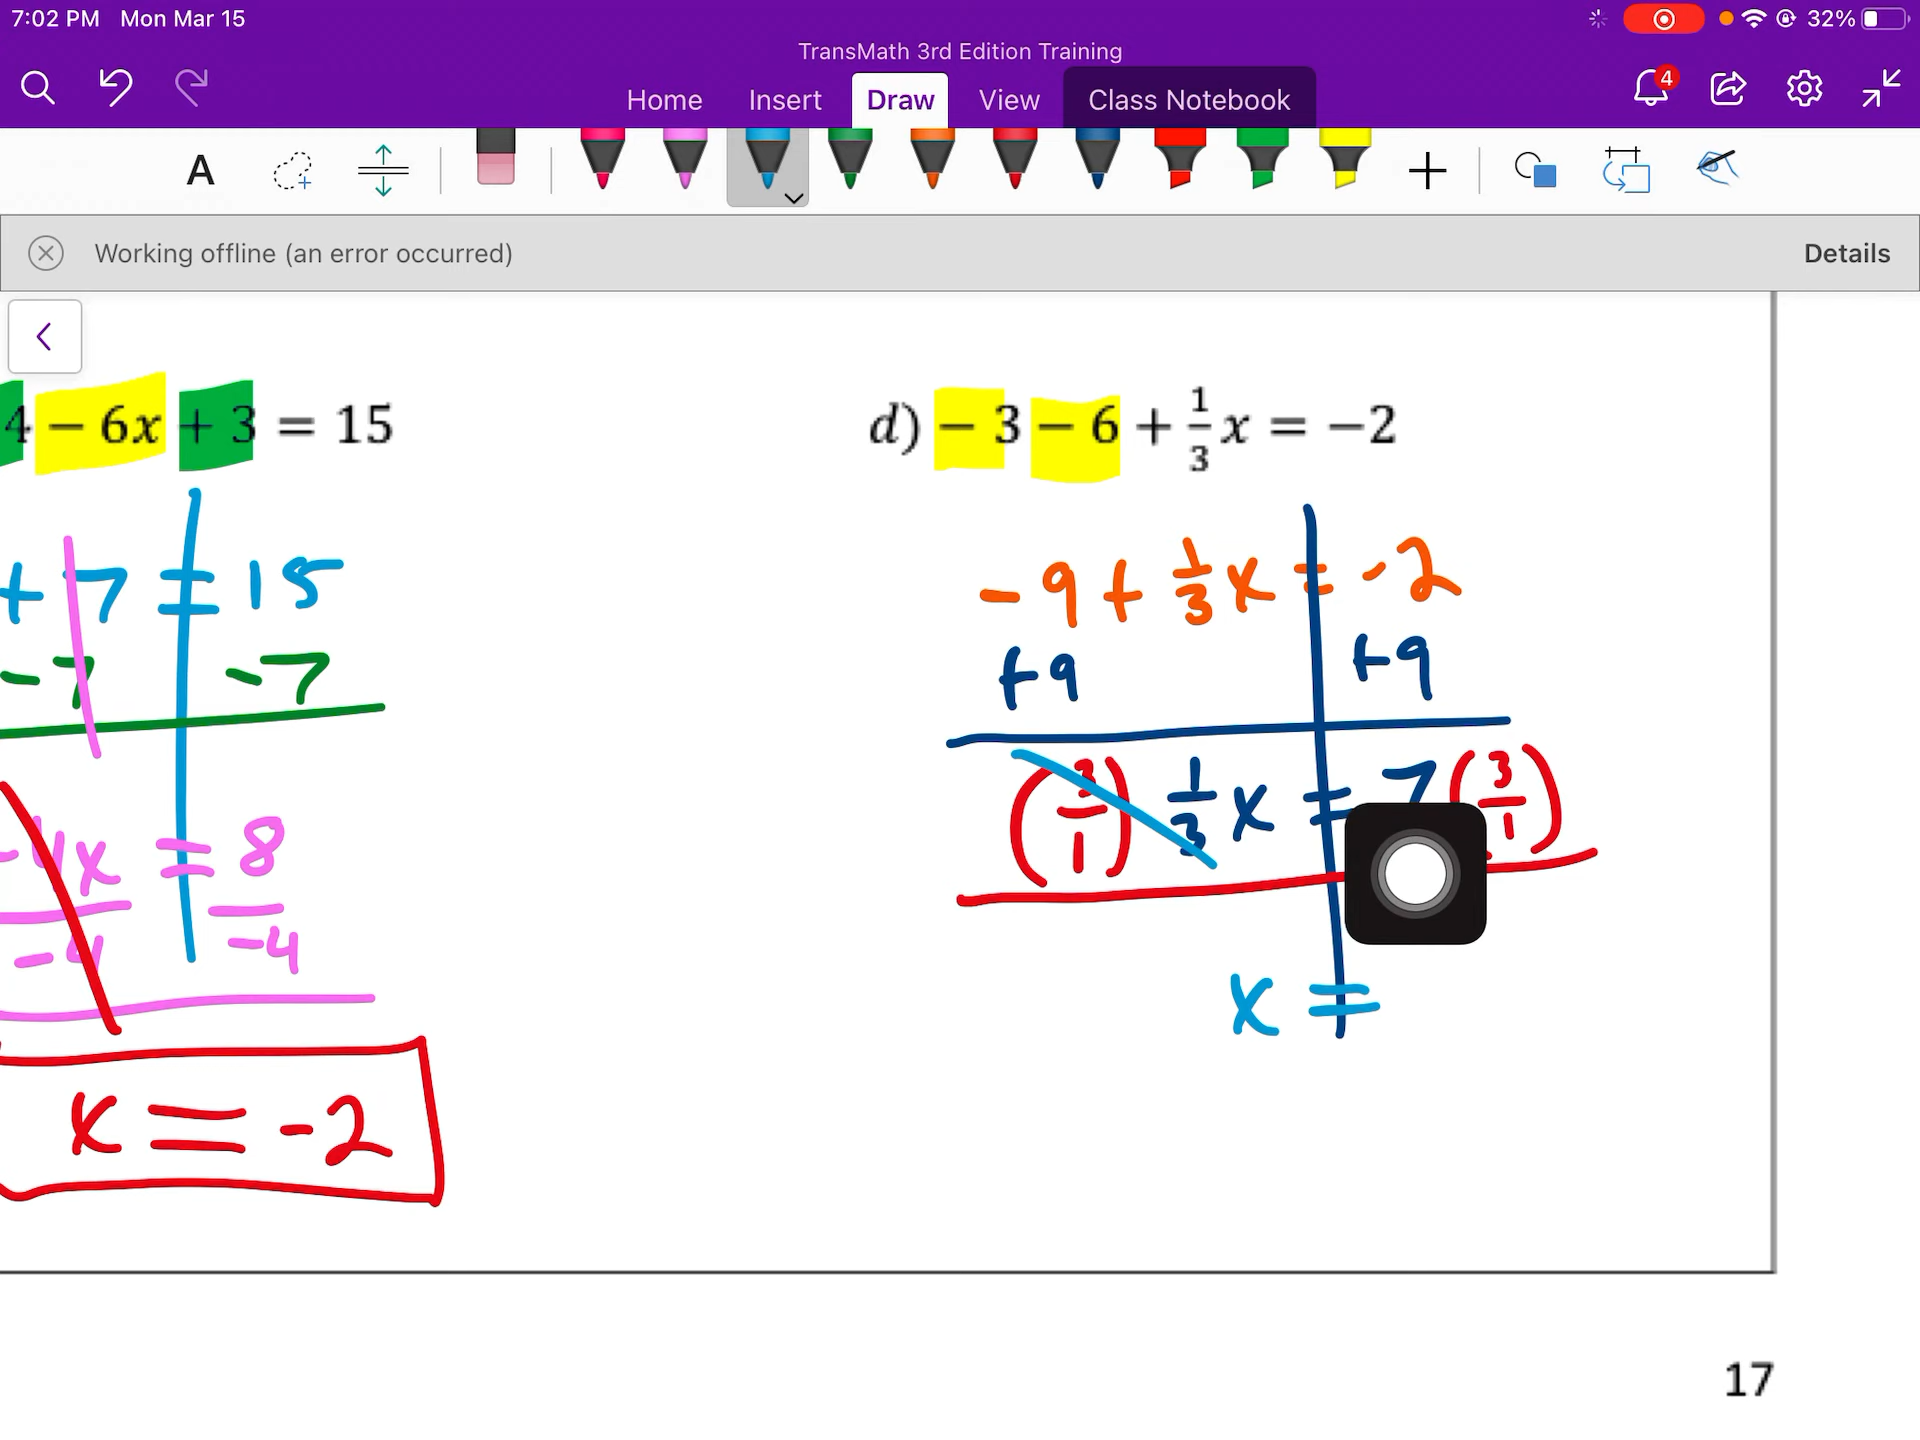 7:02 PM Mon Mar 15
32%
TransMath 3rd Edition Training
Home Insert Draw View Class Notebook
4
A
Working offline (an error occurred)
Details
4 − 6x + 3 = 15
+ 7 = 15
-7 -7
-4x = 8
-4 -4
x = -2
d) − 3 − 6 + 1/3 x = −2
- 9 + 1/3 x = -2
+9 +9
(3/1) 1/3 x = 7 (3/1)
x =
17